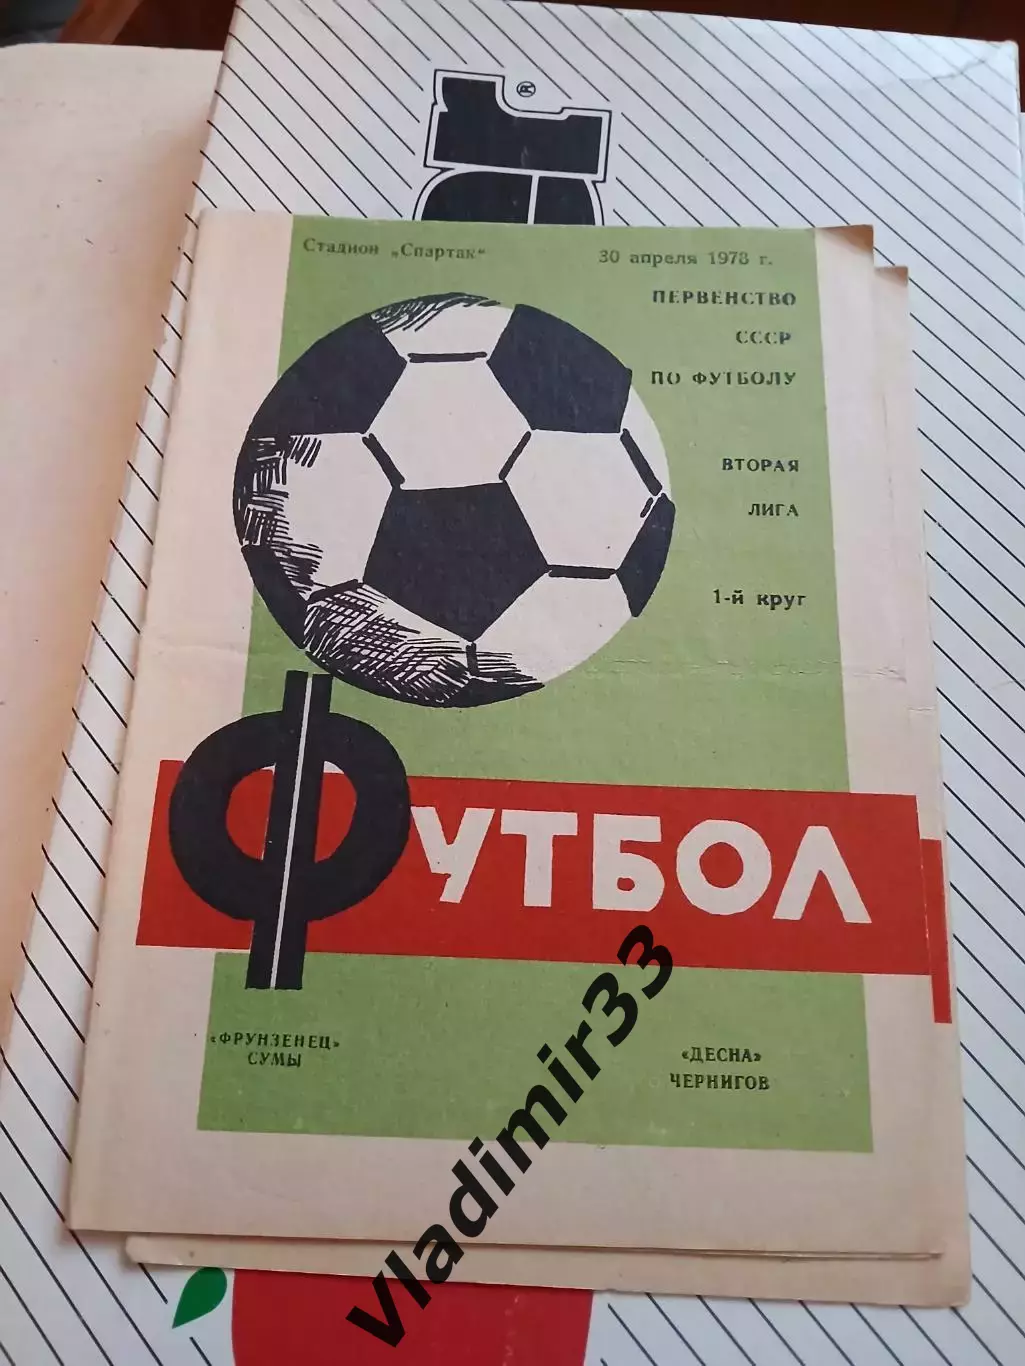 ®
Стадион „Спартак“
30 апреля 1978 г.
ПЕРВЕНСТВО
СССР
ПО ФУТБОЛУ
ВТОРАЯ
ЛИГА
1-й круг
ФУТБОЛ
«ФРУНЗЕНЕЦ»
СУМЫ
«ДЕСНА»
ЧЕРНИГОВ
Vladimir33